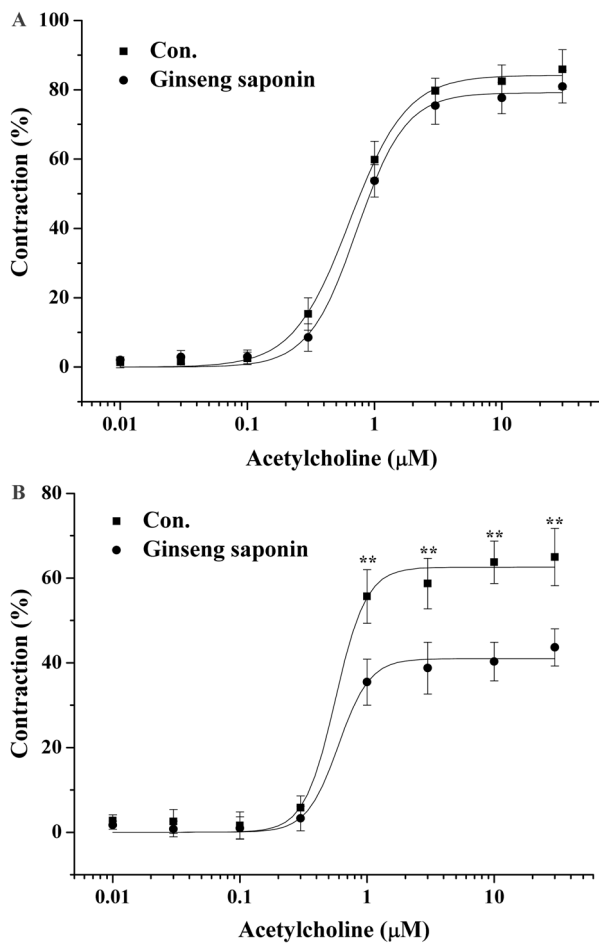 A
100
Con.
Ginseng saponin
80
60
40
20
0
Contraction (%)
0.01 0.1 1 10
Acetylcholine (μM)
B
80
Con.
Ginseng saponin
** ** ** **
60
40
20
0
Contraction (%)
0.01 0.1 1 10
Acetylcholine (μM)